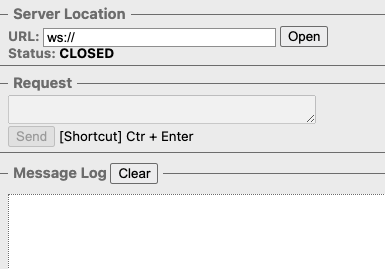 Server Location
URL: ws:// Open
Status: CLOSED
Request
Send [Shortcut] Ctr + Enter
Message Log Clear